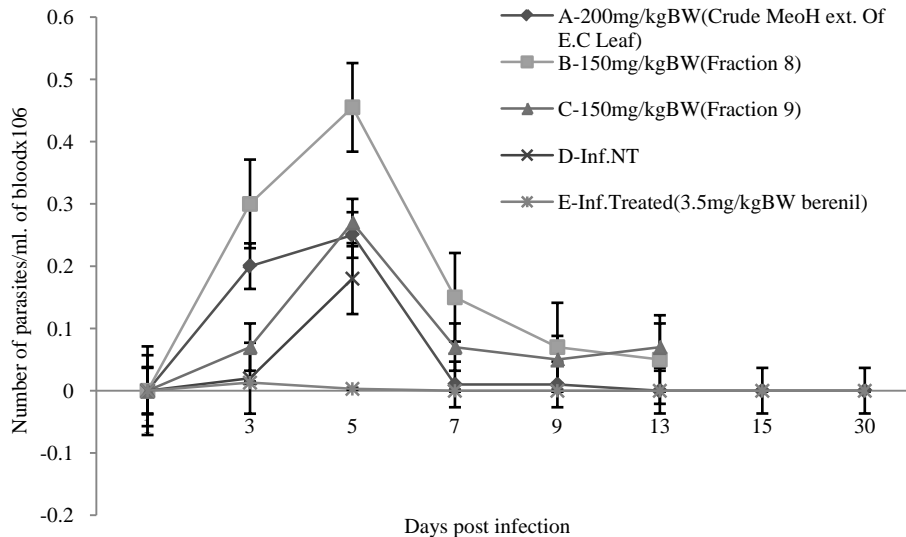 0.6
0.5
0.4
0.3
0.2
0.1
0
-0.1
-0.2
Number of parasites/ml. of bloodx106
3 5 7 9 13 15 30
Days post infection
A-200mg/kgBW(Crude MeoH ext. Of
E.C Leaf)
B-150mg/kgBW(Fraction 8)
C-150mg/kgBW(Fraction 9)
D-Inf.NT
E-Inf.Treated(3.5mg/kgBW berenil)